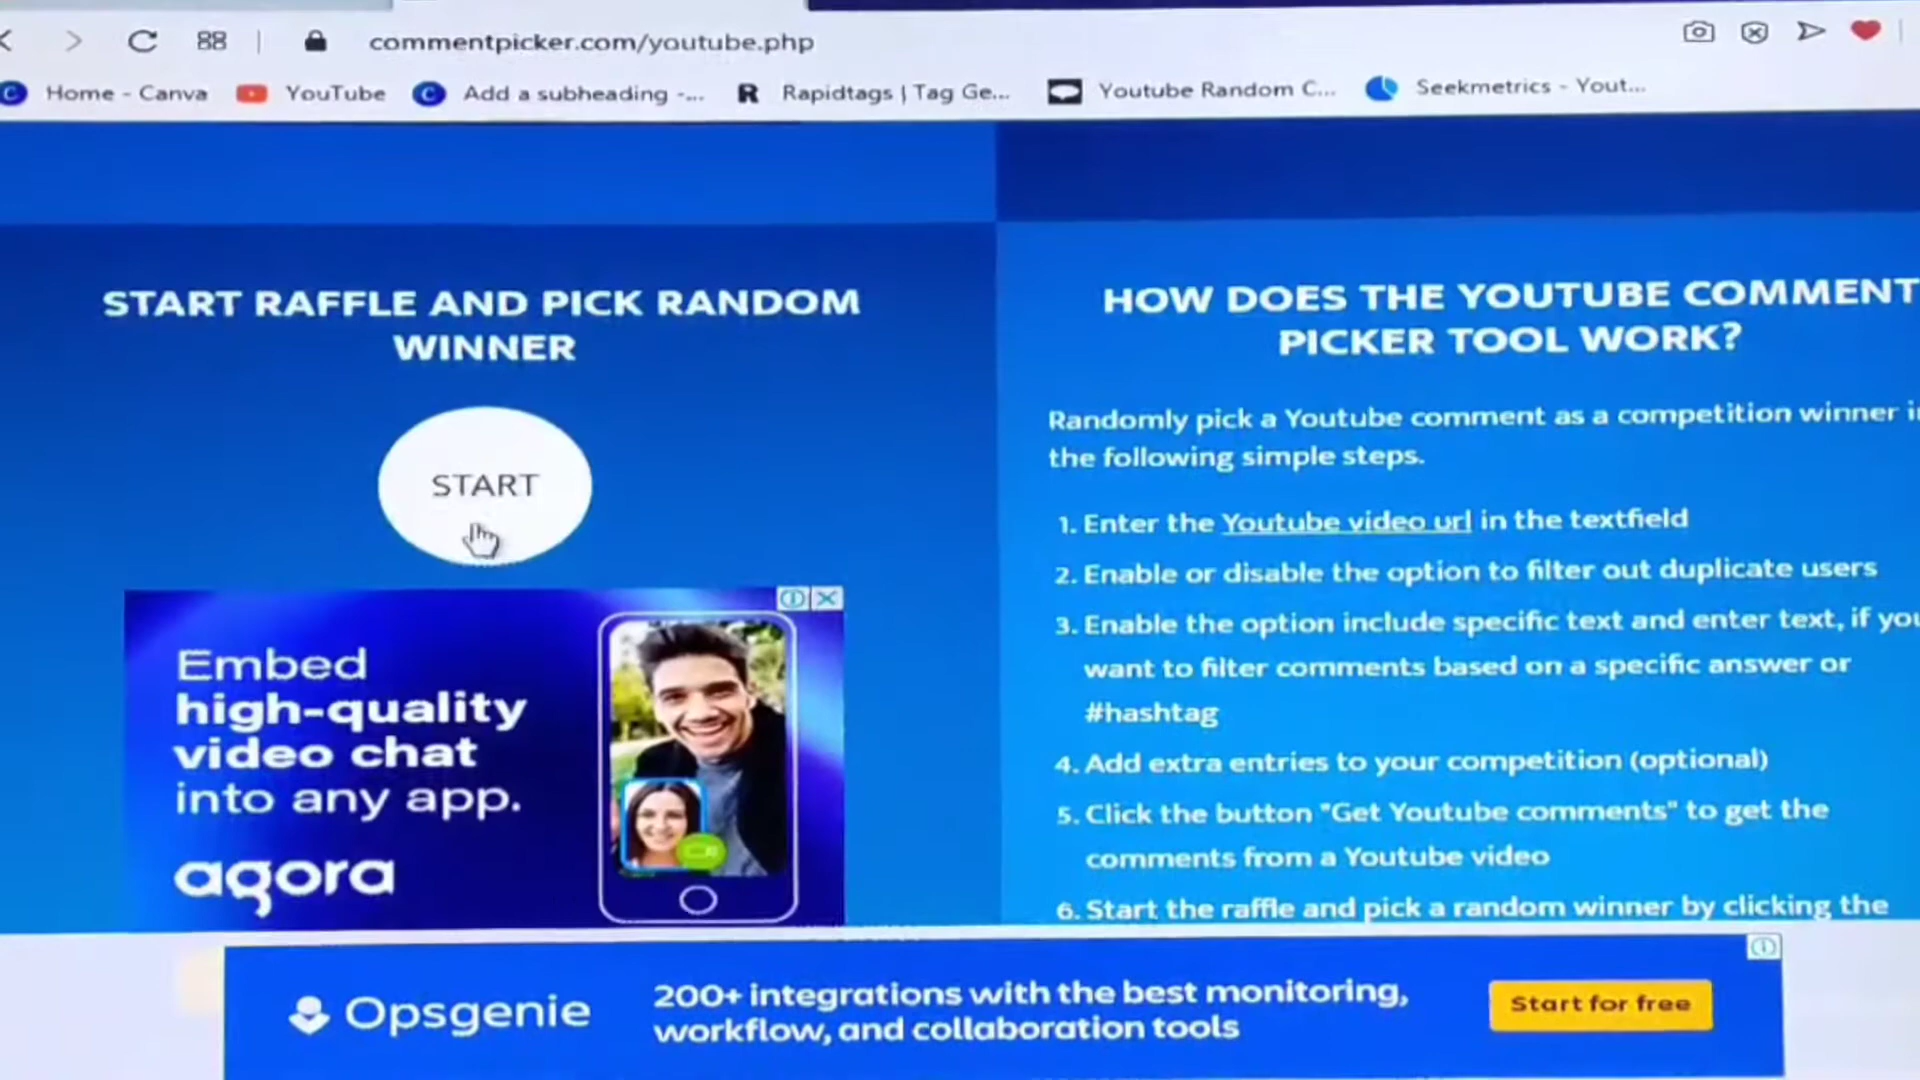 commentpicker.com/youtube.php
Home - Canva
YouTube
Add a subheading -...
Rapidtags | Tag Ge...
Youtube Random C...
Seekmetrics - Yout...
START RAFFLE AND PICK RANDOM
WINNER
START
Embed
high-quality
video chat
into any app.
agora
HOW DOES THE YOUTUBE COMMENT
PICKER TOOL WORK?
Randomly pick a Youtube comment as a competition winner in
the following simple steps.
1. Enter the Youtube video url in the textfield
2. Enable or disable the option to filter out duplicate users
3. Enable the option include specific text and enter text, if you
want to filter comments based on a specific answer or
#hashtag
4. Add extra entries to your competition (optional)
5. Click the button "Get Youtube comments" to get the
comments from a Youtube video
6. Start the raffle and pick a random winner by clicking the
Opsgenie
200+ integrations with the best monitoring,
workflow, and collaboration tools
Start for free